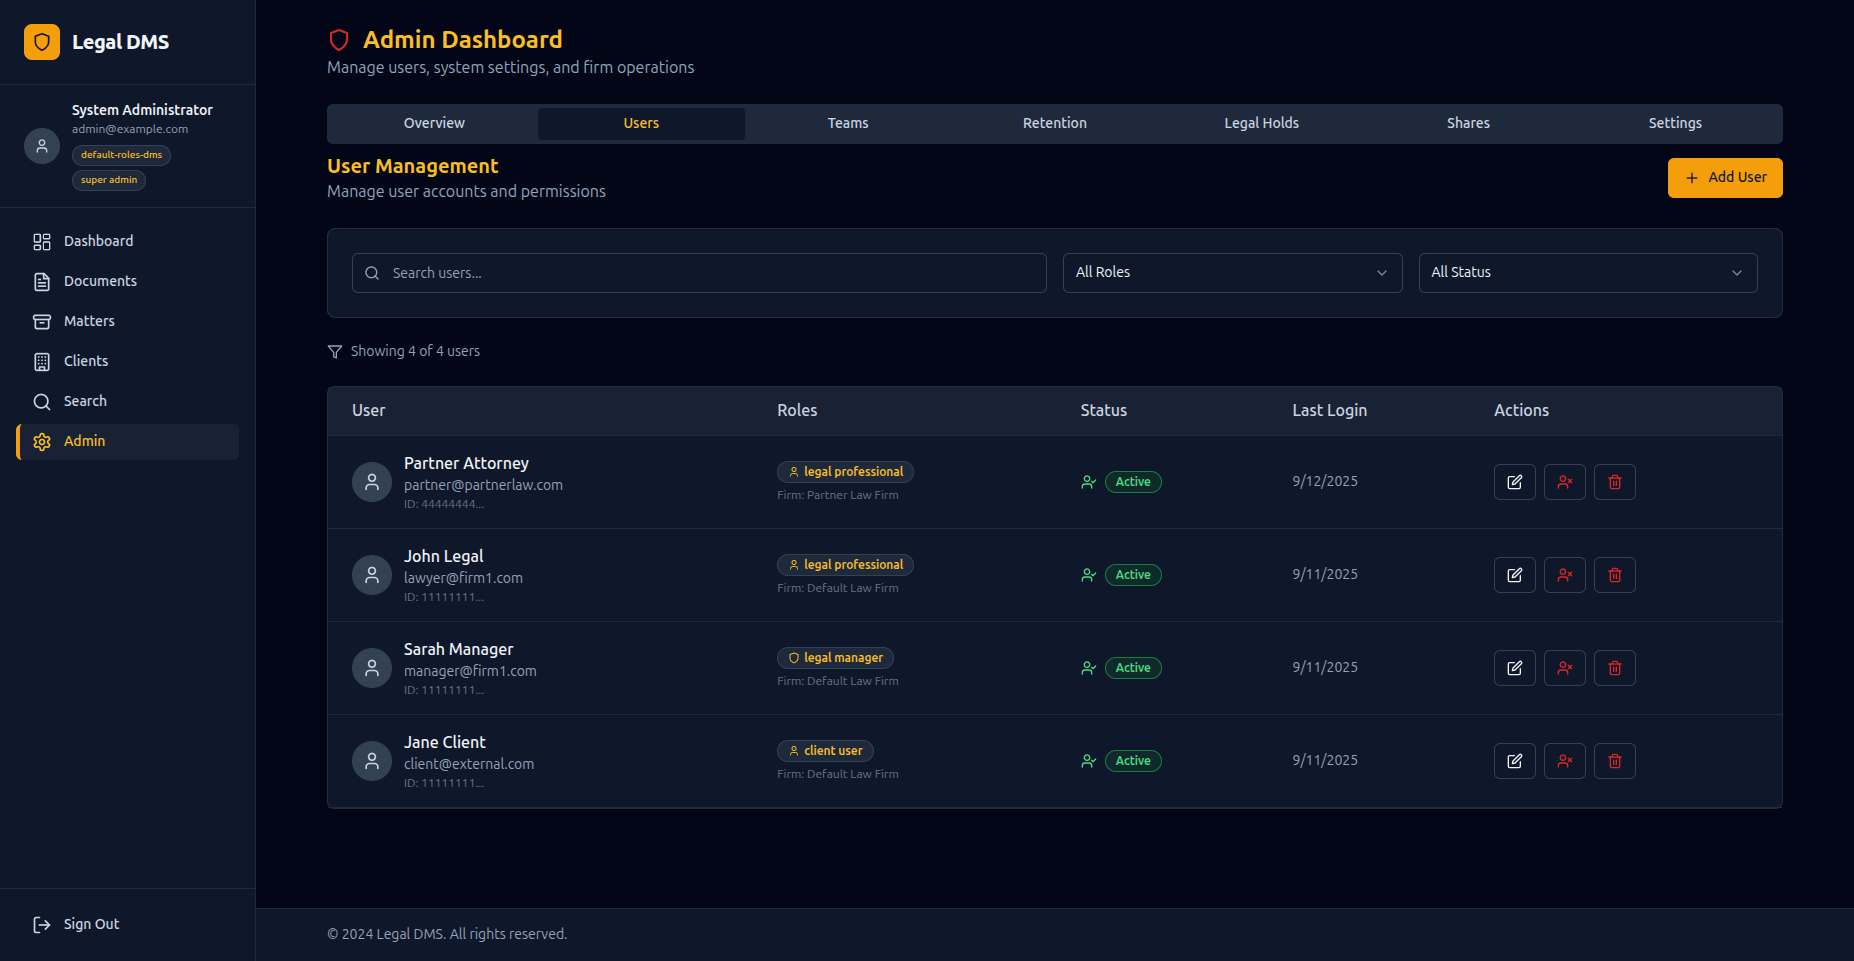 Legal DMS
System Administrator
admin@example.com
default-roles-dms
super admin
Dashboard
Documents
Matters
Clients
Search
Admin
Sign Out
Admin Dashboard
Manage users, system settings, and firm operations
Overview Users Teams Retention Legal Holds Shares Settings
User Management
Manage user accounts and permissions
+ Add User
Search users...
All Roles
All Status
Showing 4 of 4 users
User Roles Status Last Login Actions
Partner Attorney
partner@partnerlaw.com
ID: 44444444...
legal professional
Firm: Partner Law Firm
Active
9/12/2025
John Legal
lawyer@firm1.com
ID: 11111111...
legal professional
Firm: Default Law Firm
Active
9/11/2025
Sarah Manager
manager@firm1.com
ID: 11111111...
legal manager
Firm: Default Law Firm
Active
9/11/2025
Jane Client
client@external.com
ID: 11111111...
client user
Firm: Default Law Firm
Active
9/11/2025
© 2024 Legal DMS. All rights reserved.